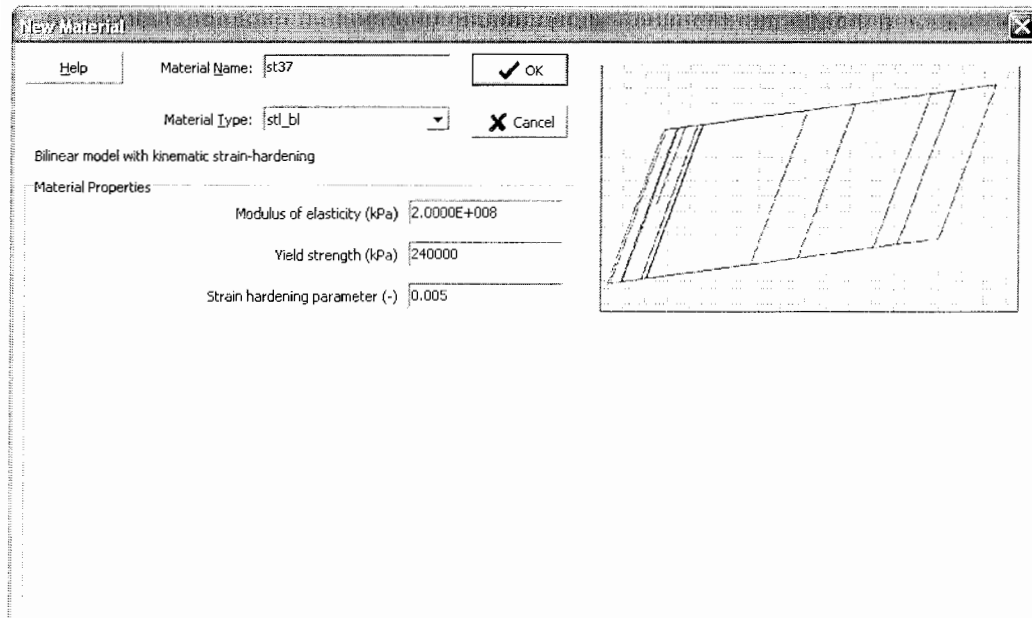 New Material
Help Material Name: st37 OK
Material Type: stl_bl Cancel
Bilinear model with kinematic strain-hardening
Material Properties
Modulus of elasticity (kPa) 2.0000E+008
Yield strength (kPa) 240000
Strain hardening parameter (-) 0.005